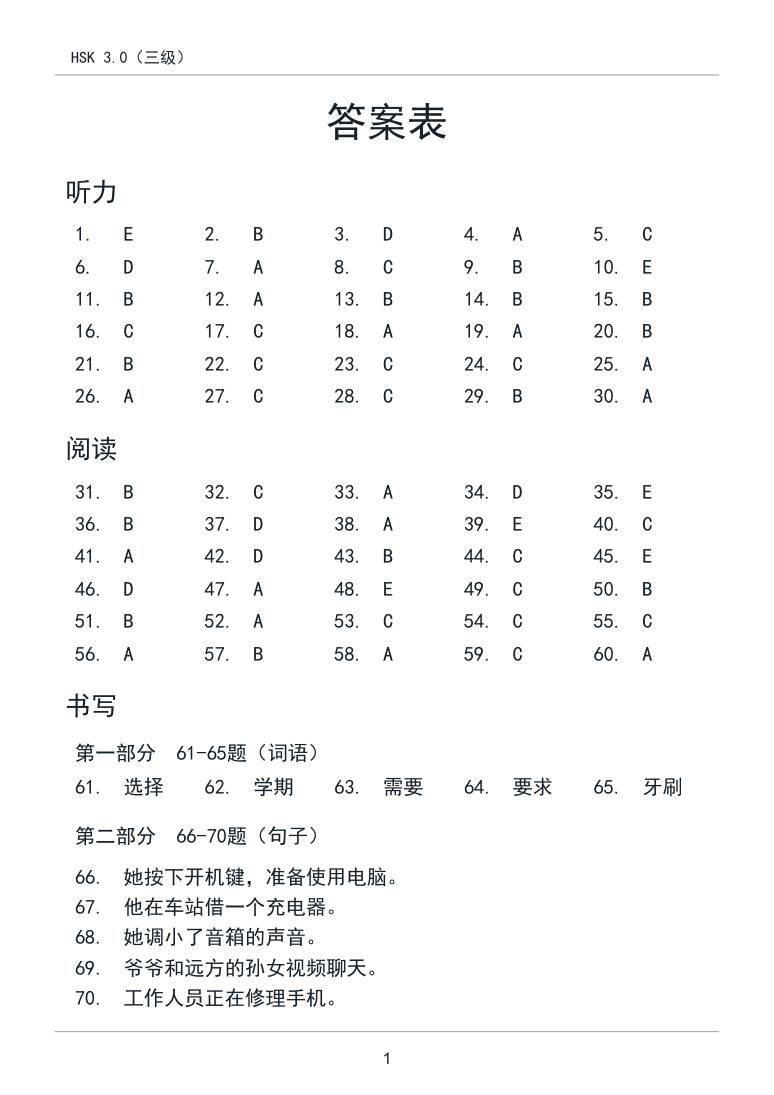 HSK 3.0（三级）
答案表
听力
1. E 2. B 3. D 4. A 5. C
6. D 7. A 8. C 9. B 10. E
11. B 12. A 13. B 14. B 15. B
16. C 17. C 18. A 19. A 20. B
21. B 22. C 23. C 24. C 25. A
26. A 27. C 28. C 29. B 30. A
阅读
31. B 32. C 33. A 34. D 35. E
36. B 37. D 38. A 39. E 40. C
41. A 42. D 43. B 44. C 45. E
46. D 47. A 48. E 49. C 50. B
51. B 52. A 53. C 54. C 55. C
56. A 57. B 58. A 59. C 60. A
书写
第一部分 61-65题（词语）
61. 选择 62. 学期 63. 需要 64. 要求 65. 牙刷
第二部分 66-70题（句子）
66. 她按下开机键，准备使用电脑。
67. 他在车站借一个充电器。
68. 她调小了音箱的声音。
69. 爷爷和远方的孙女视频聊天。
70. 工作人员正在修理手机。
1